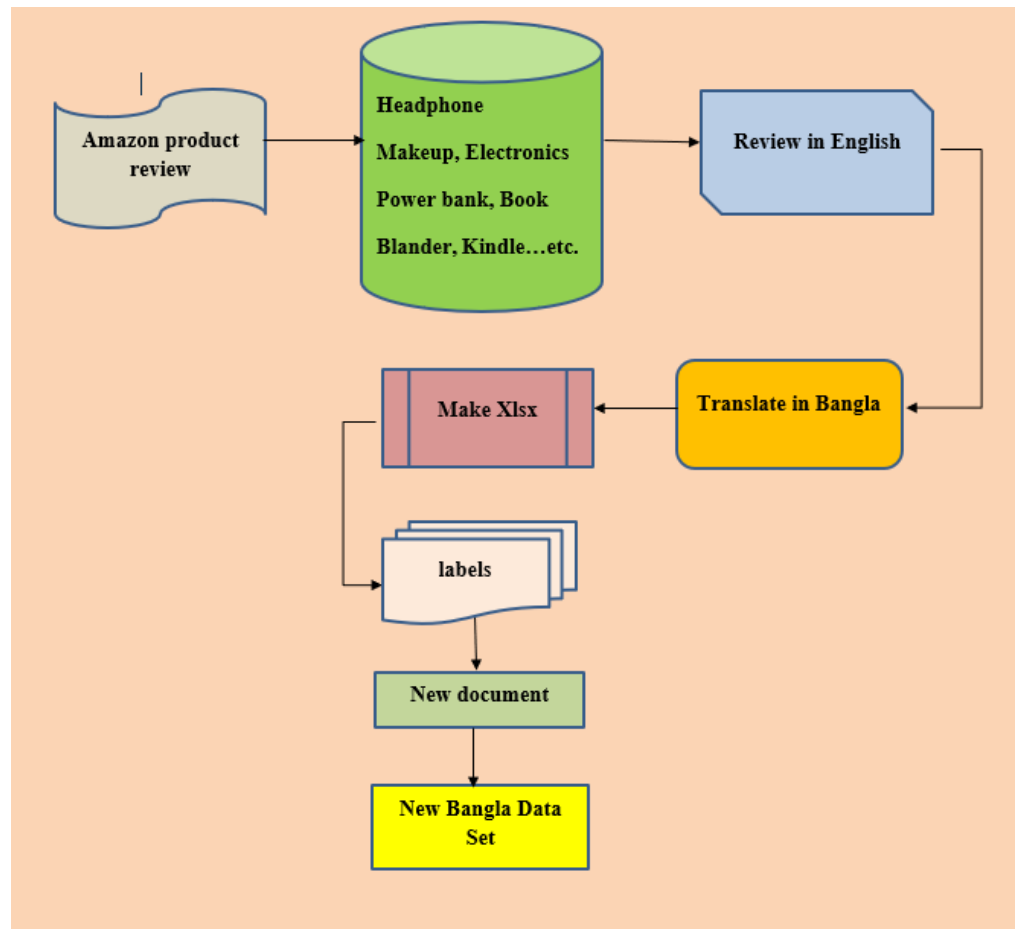 Amazon product
review
Headphone
Makeup, Electronics
Power bank, Book
Blander, Kindle…etc.
Review in English
Translate in Bangla
Make Xlsx
labels
New document
New Bangla Data
Set